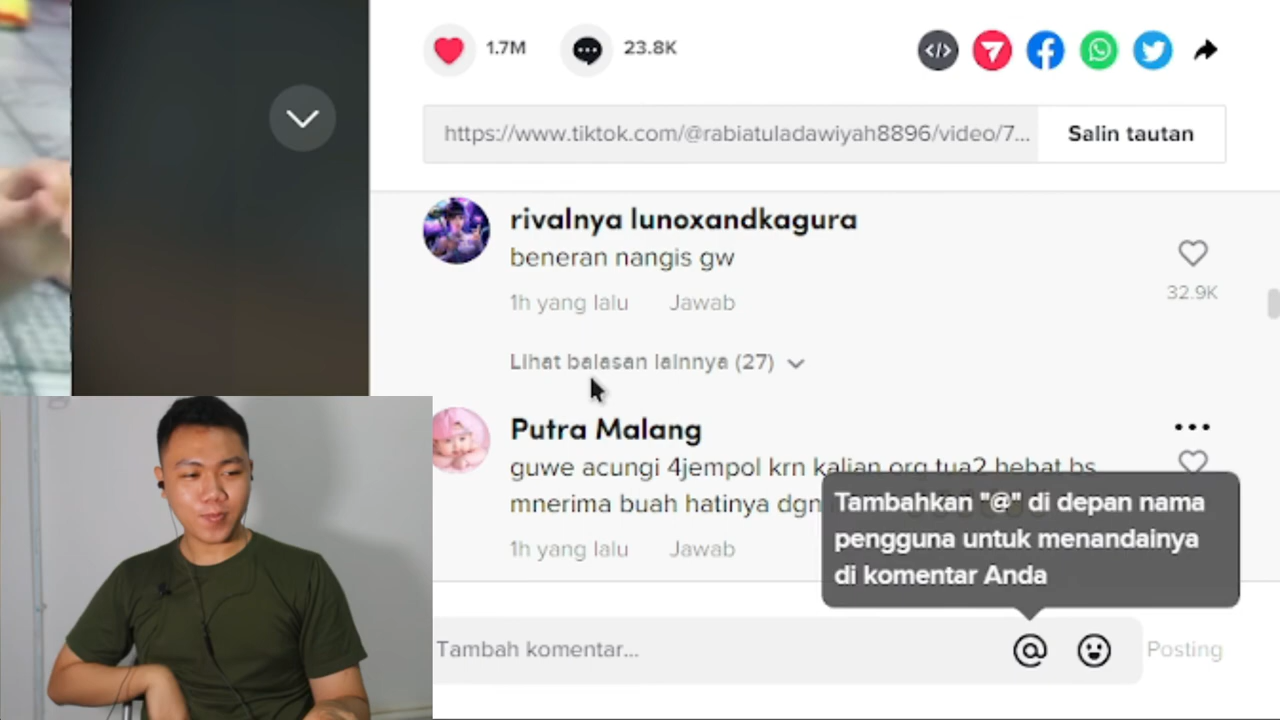 1.7M
23.8K
https://www.tiktok.com/@rabiatuladawiyah8896/video/7...
Salin tautan
rivalnya lunoxandkagura
beneran nangis gw
32.9K
1h yang lalu
Jawab
Lihat balasan lainnya (27)
Putra Malang
guwe acungi 4jempol krn kalian org tua2 hebat bs
mnerima buah hatinya dgn
1h yang lalu
Jawab
Tambahkan "@" di depan nama
pengguna untuk menandainya
di komentar Anda
Tambah komentar...
Posting